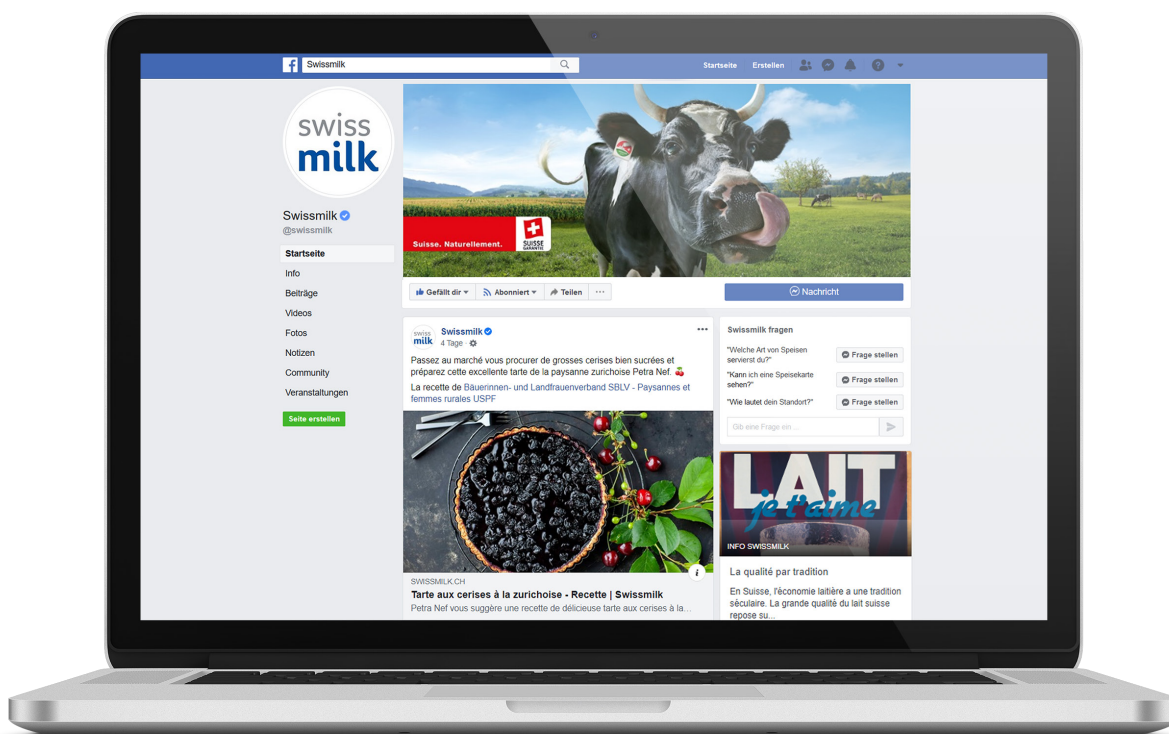 Swissmilk
Startseite Erstellen
swiss
milk
Swissmilk
@swissmilk
Startseite
Info
Beiträge
Videos
Fotos
Notizen
Community
Veranstaltungen
Seite erstellen
Suisse. Naturellement.
SUISSE
GARANTIE
Gefällt dir
Abonniert
Teilen
Nachricht
swiss
milk
Swissmilk
4 Tage
Passez au marché vous procurer de grosses cerises bien sucrées et
préparez cette excellente tarte de la paysanne zurichoise Petra Nef.
La recette de Bäuerinnen- und Landfrauenverband SBLV - Paysannes et
femmes rurales USPF
SWISSMILK.CH
Tarte aux cerises à la zurichoise - Recette | Swissmilk
Petra Nef vous suggère une recette de délicieuse tarte aux cerises à la...
Swissmilk fragen
"Welche Art von Speisen
servierst du?"
Frage stellen
"Kann ich eine Speisekarte
sehen?"
Frage stellen
"Wie lautet dein Standort?"
Frage stellen
Gib eine Frage ein ...
LAIT
je t'aime
INFO SWISSMILK
La qualité par tradition
En Suisse, l'économie laitière a une tradition
séculaire. La grande qualité du lait suisse
repose su...